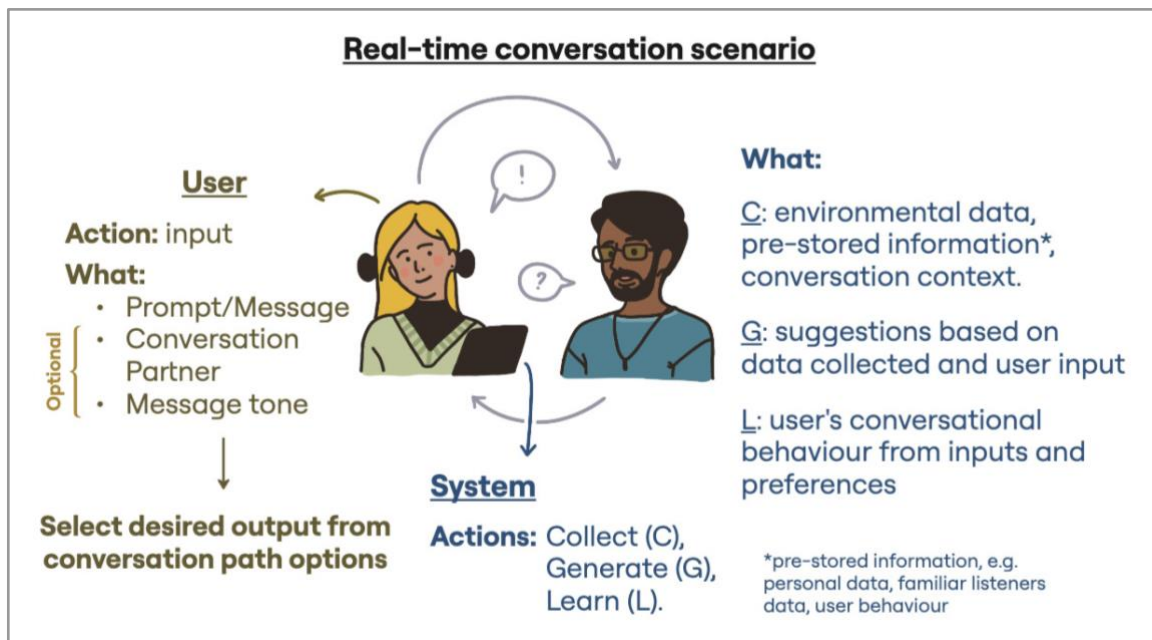 Real-time conversation scenario
User
Action: input
What:
• Prompt/Message
Optional
• Conversation
Partner
• Message tone
Select desired output from
conversation path options
!
?
System
Actions: Collect (C),
Generate (G),
Learn (L).
What:
C: environmental data,
pre-stored information*,
conversation context.
G: suggestions based on
data collected and user input
L: user's conversational
behaviour from inputs and
preferences
*pre-stored information, e.g.
personal data, familiar listeners
data, user behaviour